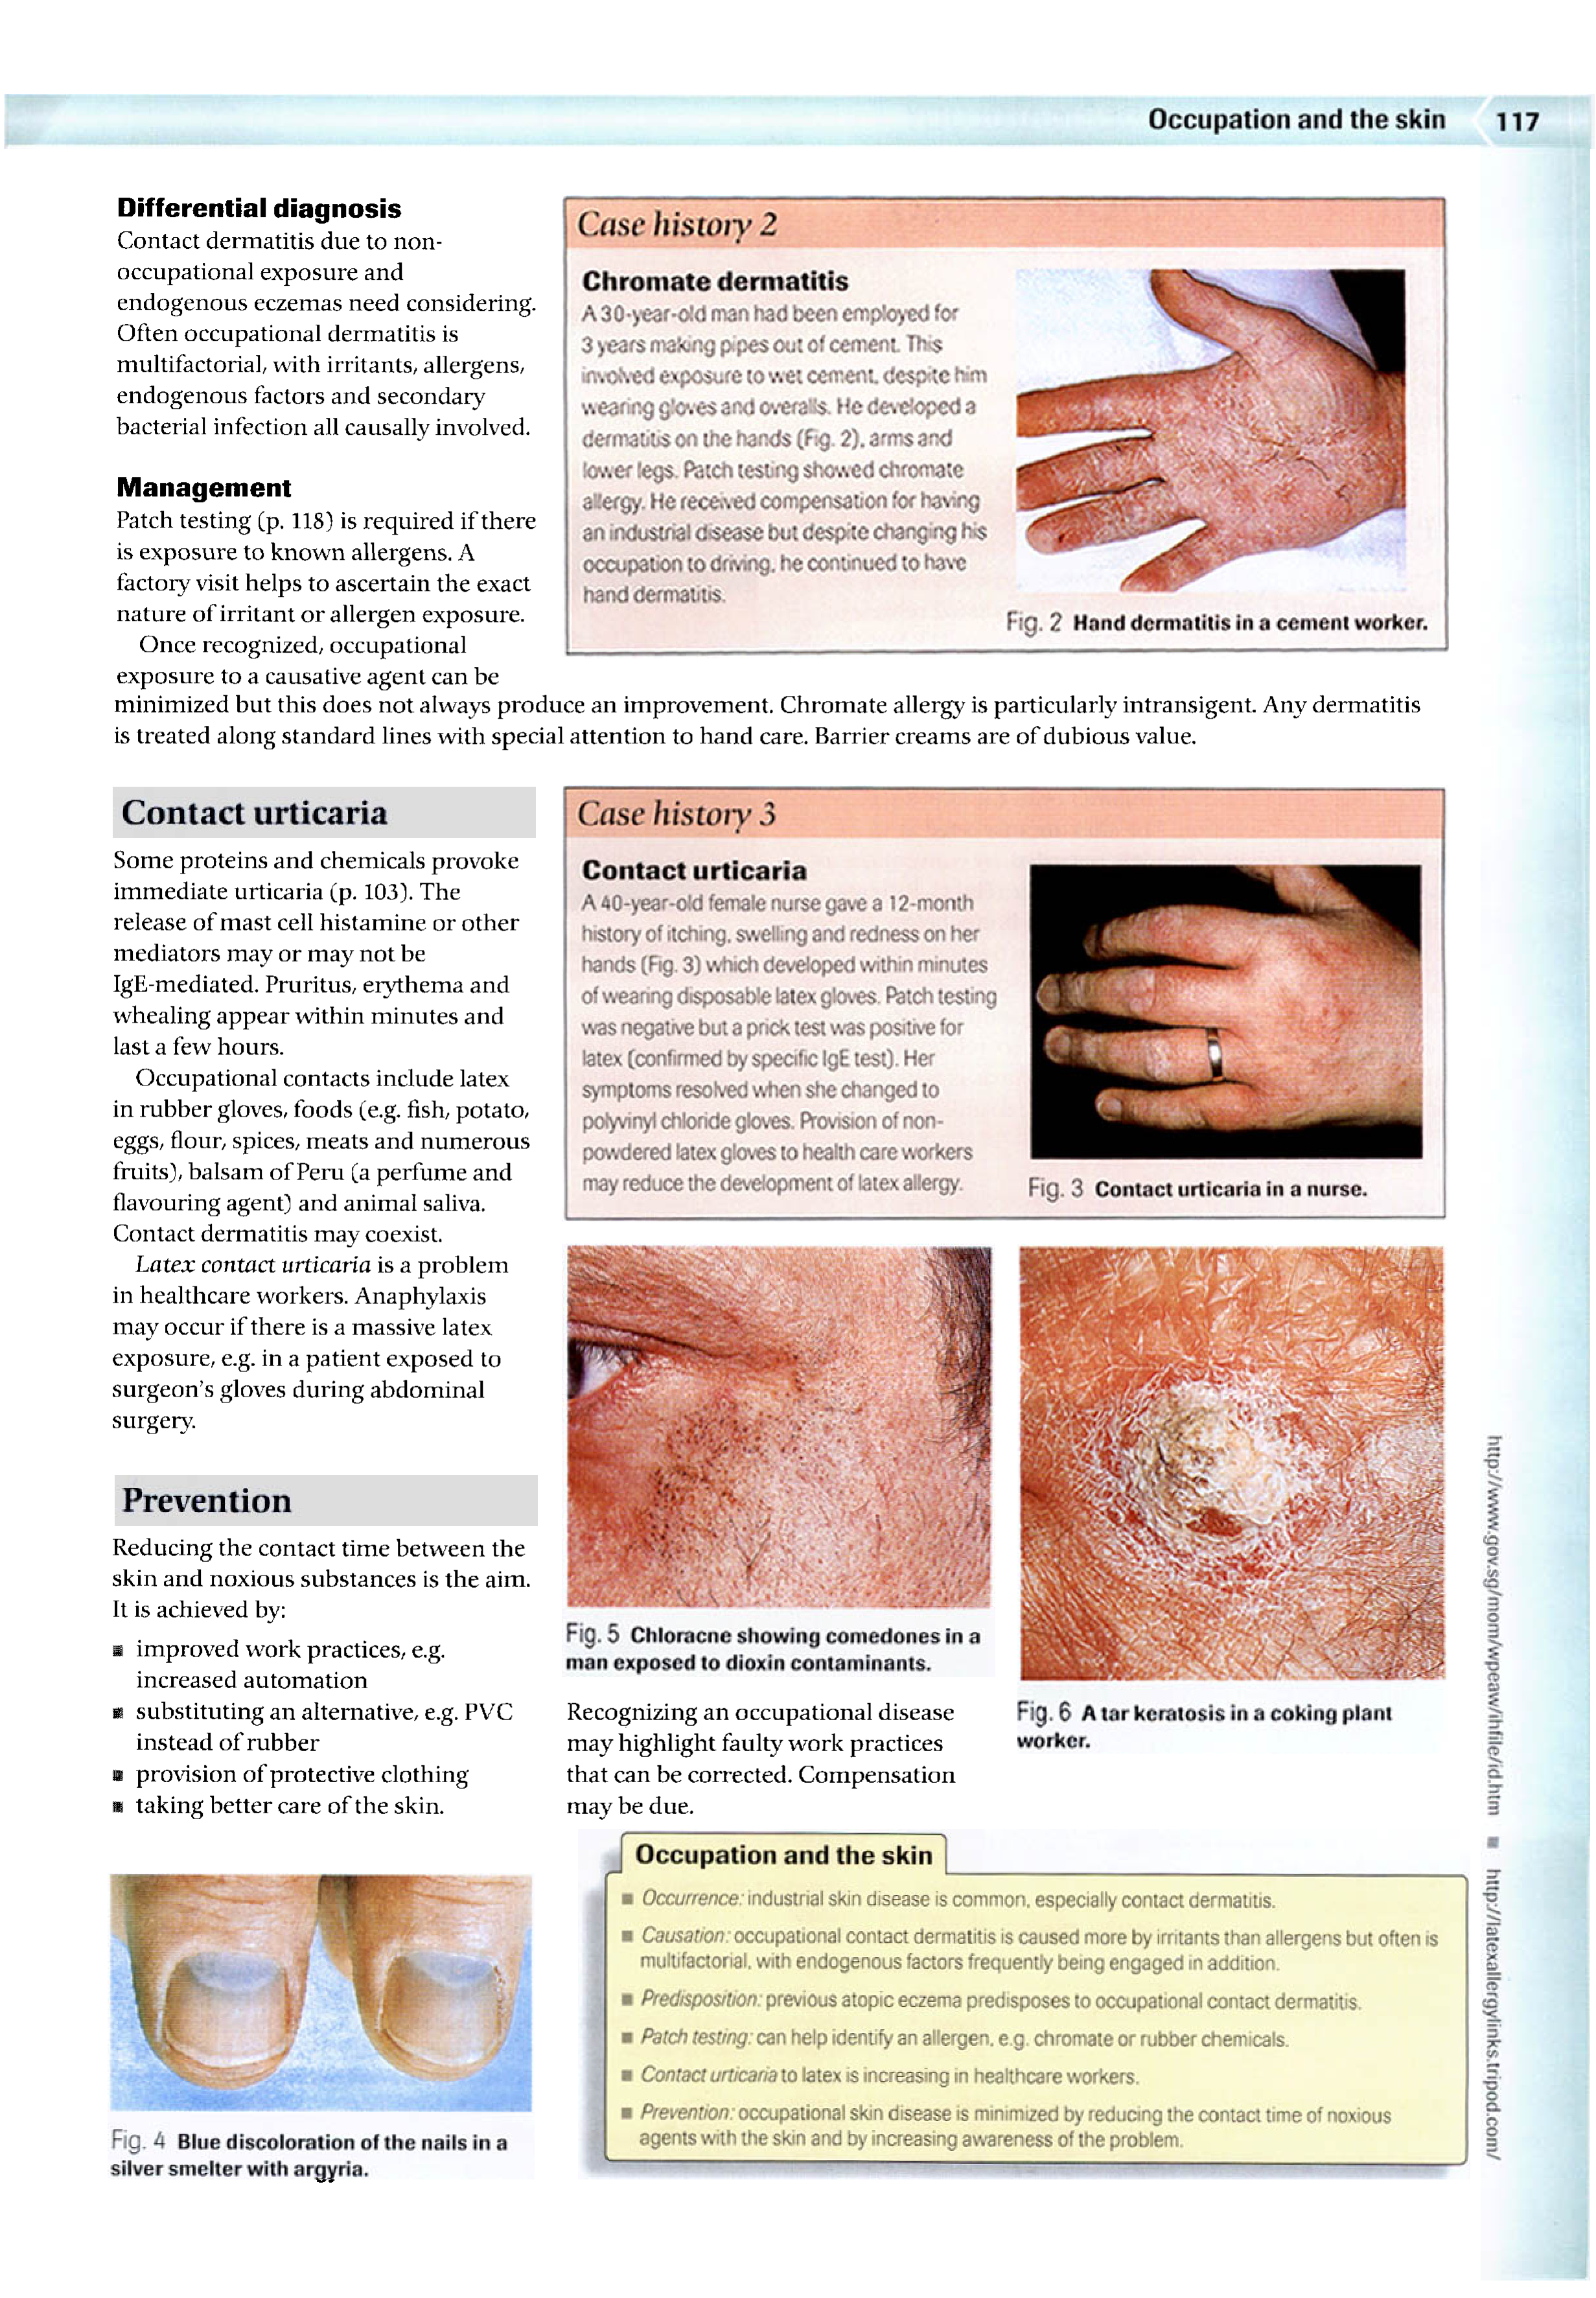 Occupation and the skin 117
Differential diagnosis
Contact dermatitis due to non-
occupational exposure and
endogenous eczemas need considering.
Often occupational dermatitis is
multifactorial, with irritants, allergens,
endogenous factors and secondary
bacterial infection all causally involved.
Management
Patch testing (p. 118) is required if there
is exposure to known allergens. A
factory visit helps to ascertain the exact
nature of irritant or allergen exposure.
Once recognized, occupational
exposure to a causative agent can be
minimized but this does not always produce an improvement. Chromate allergy is particularly intransigent. Any dermatitis
is treated along standard lines with special attention to hand care. Barrier creams are of dubious value.
Case history 2
Chromate dermatitis
A 30-year-old man had been employed for
3 years making pipes out of cement. This
involved exposure to wet cement, despite him
wearing gloves and overalls. He developed a
dermatitis on the hands (Fig. 2), arms and
lower legs. Patch testing showed chromate
allergy. He received compensation for having
an industrial disease but despite changing his
occupation to driving, he continued to have
hand dermatitis.
Fig. 2 Hand dermatitis in a cement worker.
Contact urticaria
Some proteins and chemicals provoke
immediate urticaria (p. 103). The
release of mast cell histamine or other
mediators may or may not be
IgE-mediated. Pruritus, erythema and
whealing appear within minutes and
last a few hours.
Occupational contacts include latex
in rubber gloves, foods (e.g. fish, potato,
eggs, flour, spices, meats and numerous
fruits), balsam of Peru (a perfume and
flavouring agent) and animal saliva.
Contact dermatitis may coexist.
Latex contact urticaria is a problem
in healthcare workers. Anaphylaxis
may occur if there is a massive latex
exposure, e.g. in a patient exposed to
surgeon's gloves during abdominal
surgery.
Case history 3
Contact urticaria
A 40-year-old female nurse gave a 12-month
history of itching, swelling and redness on her
hands (Fig. 3) which developed within minutes
of wearing disposable latex gloves. Patch testing
was negative but a prick test was positive for
latex (confirmed by specific IgE test). Her
symptoms resolved when she changed to
polyvinyl chloride gloves. Provision of non-
powdered latex gloves to health care workers
may reduce the development of latex allergy.
Fig. 3 Contact urticaria in a nurse.
Prevention
Reducing the contact time between the
skin and noxious substances is the aim.
It is achieved by:
■ improved work practices, e.g.
increased automation
■ substituting an alternative, e.g. PVC
instead of rubber
■ provision of protective clothing
■ taking better care of the skin.
Fig. 4 Blue discoloration of the nails in a
silver smelter with argyria.
Fig. 5 Chloracne showing comedones in a
man exposed to dioxin contaminants.
Recognizing an occupational disease
may highlight faulty work practices
that can be corrected. Compensation
may be due.
Fig. 6 A tar keratosis in a coking plant
worker.
Occupation and the skin
■ Occurrence: industrial skin disease is common, especially contact dermatitis.
■ Causation: occupational contact dermatitis is caused more by irritants than allergens but often is
multifactorial, with endogenous factors frequently being engaged in addition.
■ Predisposition: previous atopic eczema predisposes to occupational contact dermatitis.
■ Patch testing: can help identify an allergen, e.g. chromate or rubber chemicals.
■ Contact urticaria to latex is increasing in healthcare workers.
■ Prevention: occupational skin disease is minimized by reducing the contact time of noxious
agents with the skin and by increasing awareness of the problem.
http://www.gov.sg/mom/wpeaw/ihfile/id.htm ■ http://latexallergylinks.tripod.com/